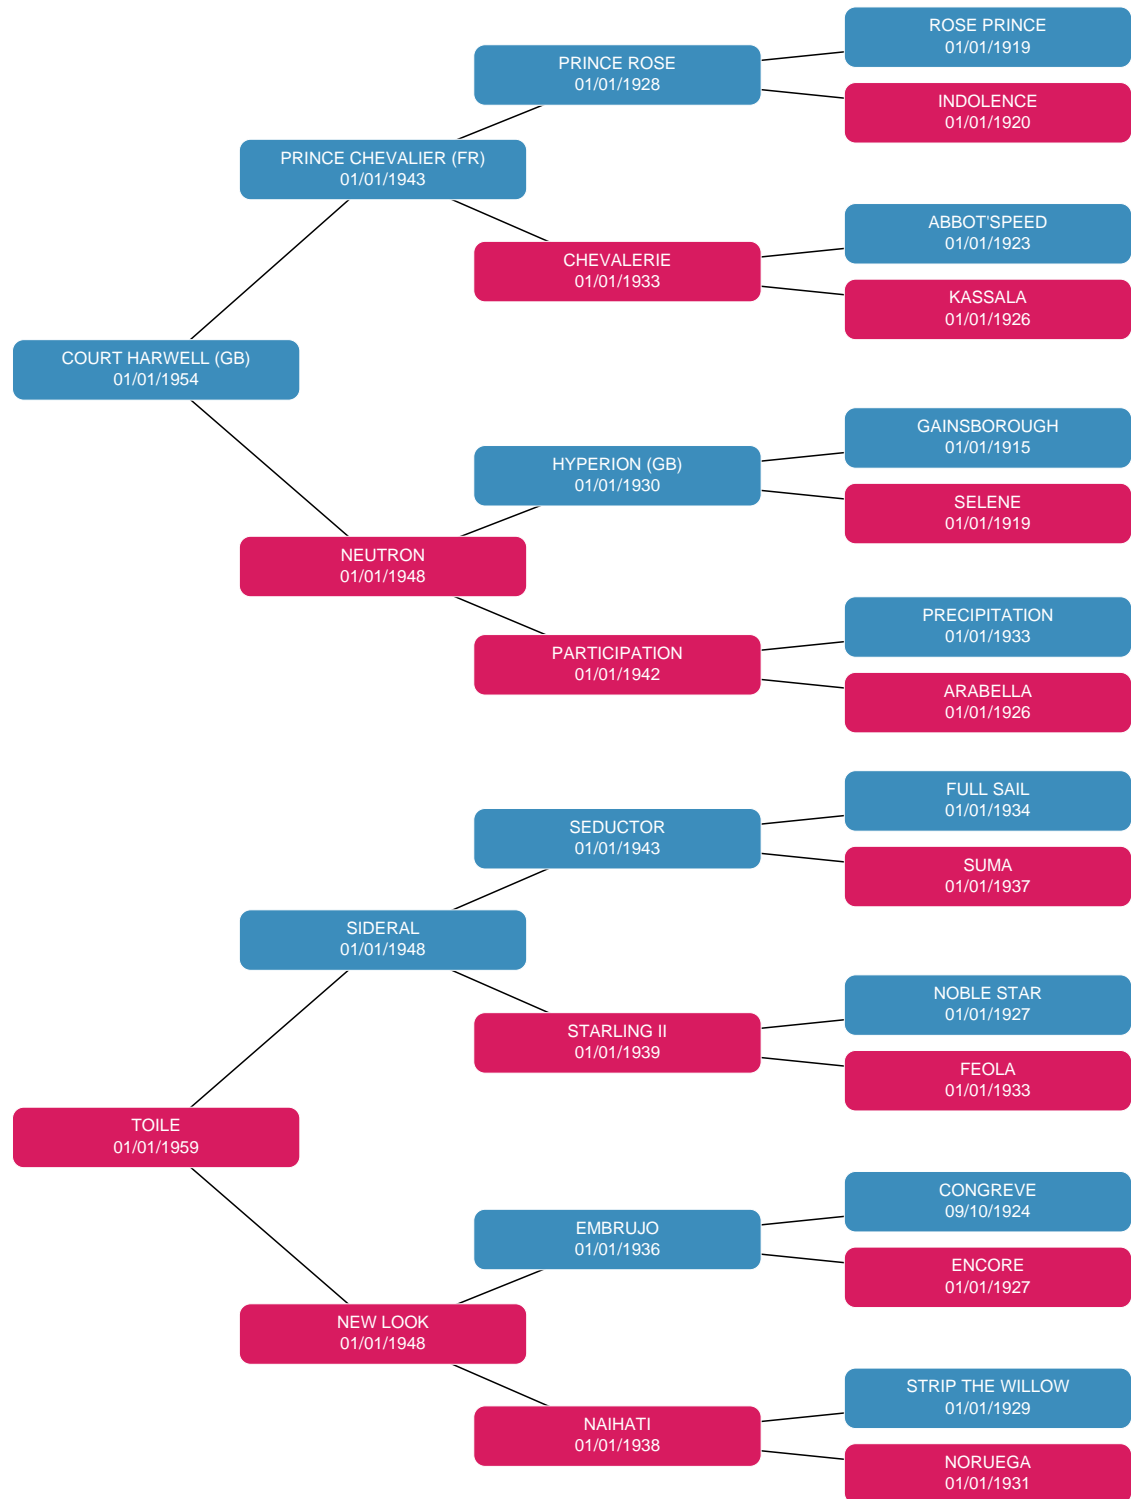 ROSE PRINCE
01/01/1919
PRINCE ROSE
01/01/1928
INDOLENCE
01/01/1920
PRINCE CHEVALIER (FR)
01/01/1943
ABBOT'SPEED
01/01/1923
CHEVALERIE
01/01/1933
KASSALA
01/01/1926
COURT HARWELL (GB)
01/01/1954
GAINSBOROUGH
01/01/1915
HYPERION (GB)
01/01/1930
SELENE
01/01/1919
NEUTRON
01/01/1948
PRECIPITATION
01/01/1933
PARTICIPATION
01/01/1942
ARABELLA
01/01/1926
FULL SAIL
01/01/1934
SEDUCTOR
01/01/1943
SUMA
01/01/1937
SIDERAL
01/01/1948
NOBLE STAR
01/01/1927
STARLING II
01/01/1939
FEOLA
01/01/1933
TOILE
01/01/1959
CONGREVE
09/10/1924
EMBRUJO
01/01/1936
ENCORE
01/01/1927
NEW LOOK
01/01/1948
STRIP THE WILLOW
01/01/1929
NAIHATI
01/01/1938
NORUEGA
01/01/1931